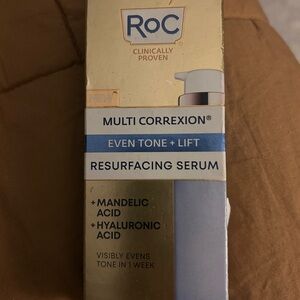 RoC
CLINICALLY
PROVEN
MULTI CORREXION®
EVEN TONE + LIFT
RESURFACING SERUM
+MANDELIC
ACID
+HYALURONIC
ACID
VISIBLY EVENS
TONE IN 1 WEEK